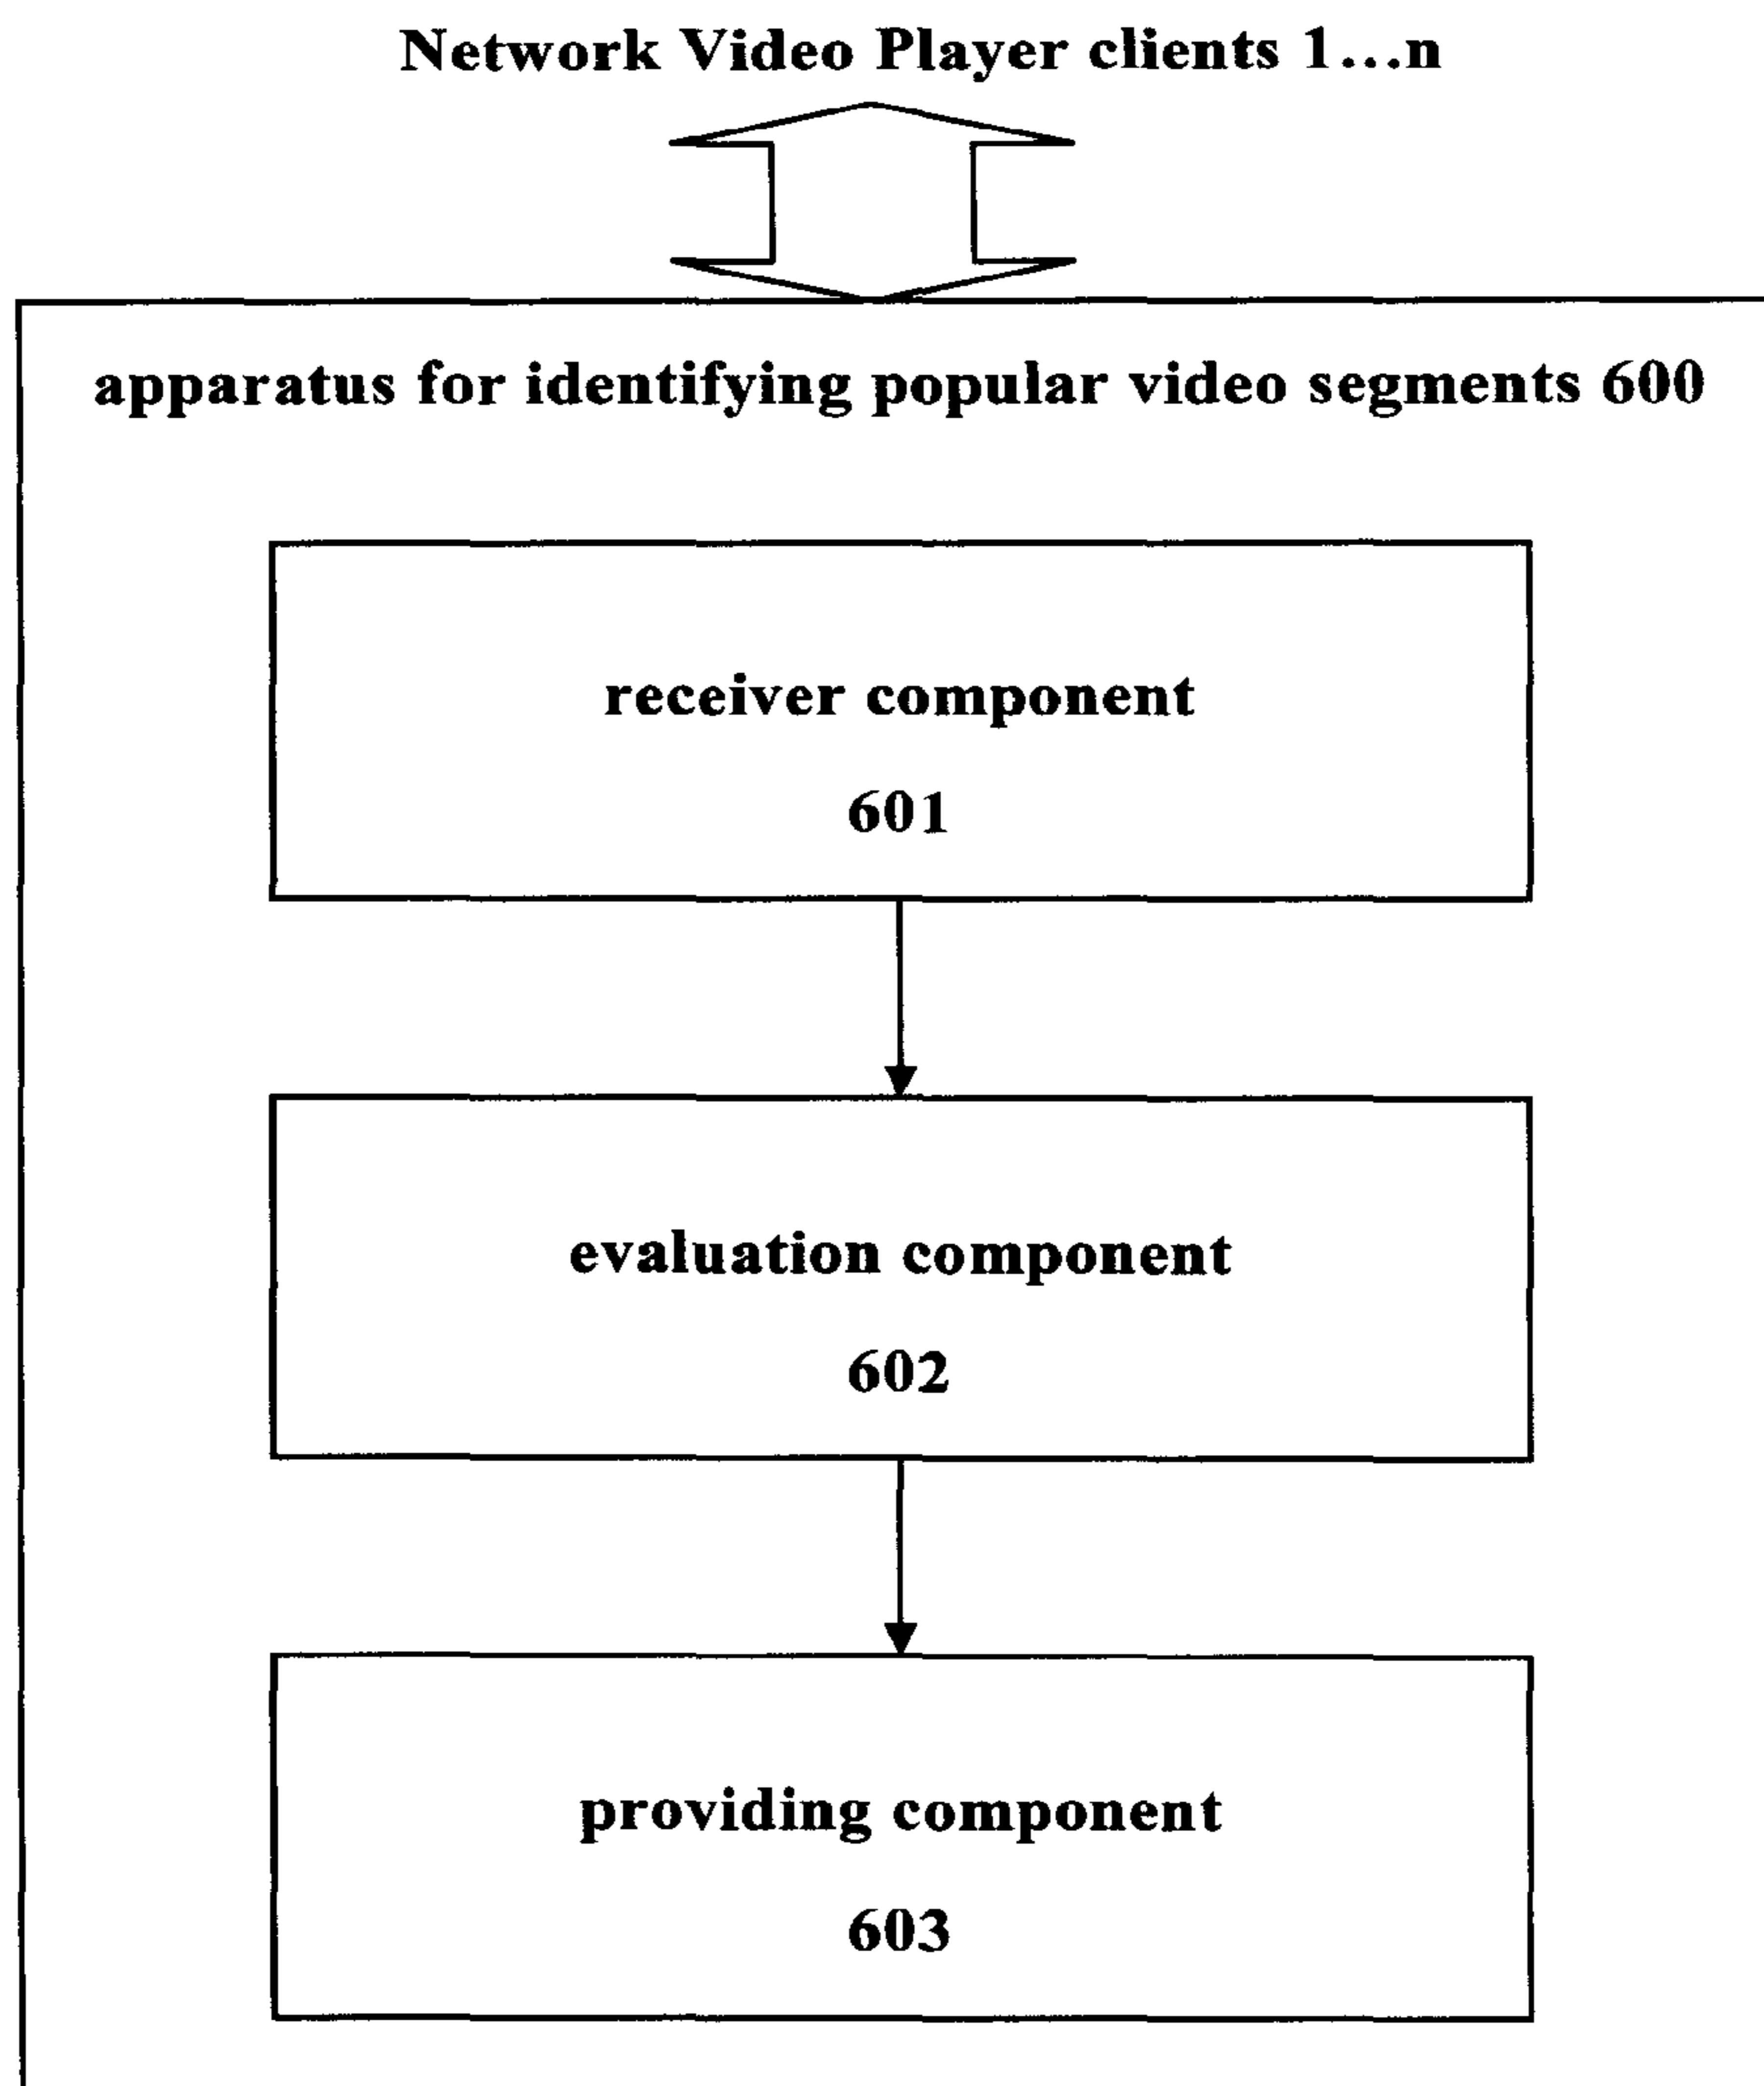 Network Video Player clients 1...n
apparatus for identifying popular video segments 600
receiver component
601
evaluation component
602
providing component
603